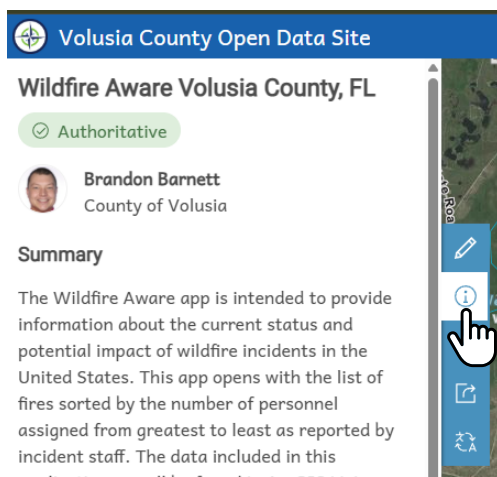 Volusia County Open Data Site
Wildfire Aware Volusia County, FL
Authoritative
Brandon Barnett
County of Volusia
Summary
The Wildfire Aware app is intended to provide
information about the current status and
potential impact of wildfire incidents in the
United States. This app opens with the list of
fires sorted by the number of personnel
assigned from greatest to least as reported by
incident staff. The data included in this